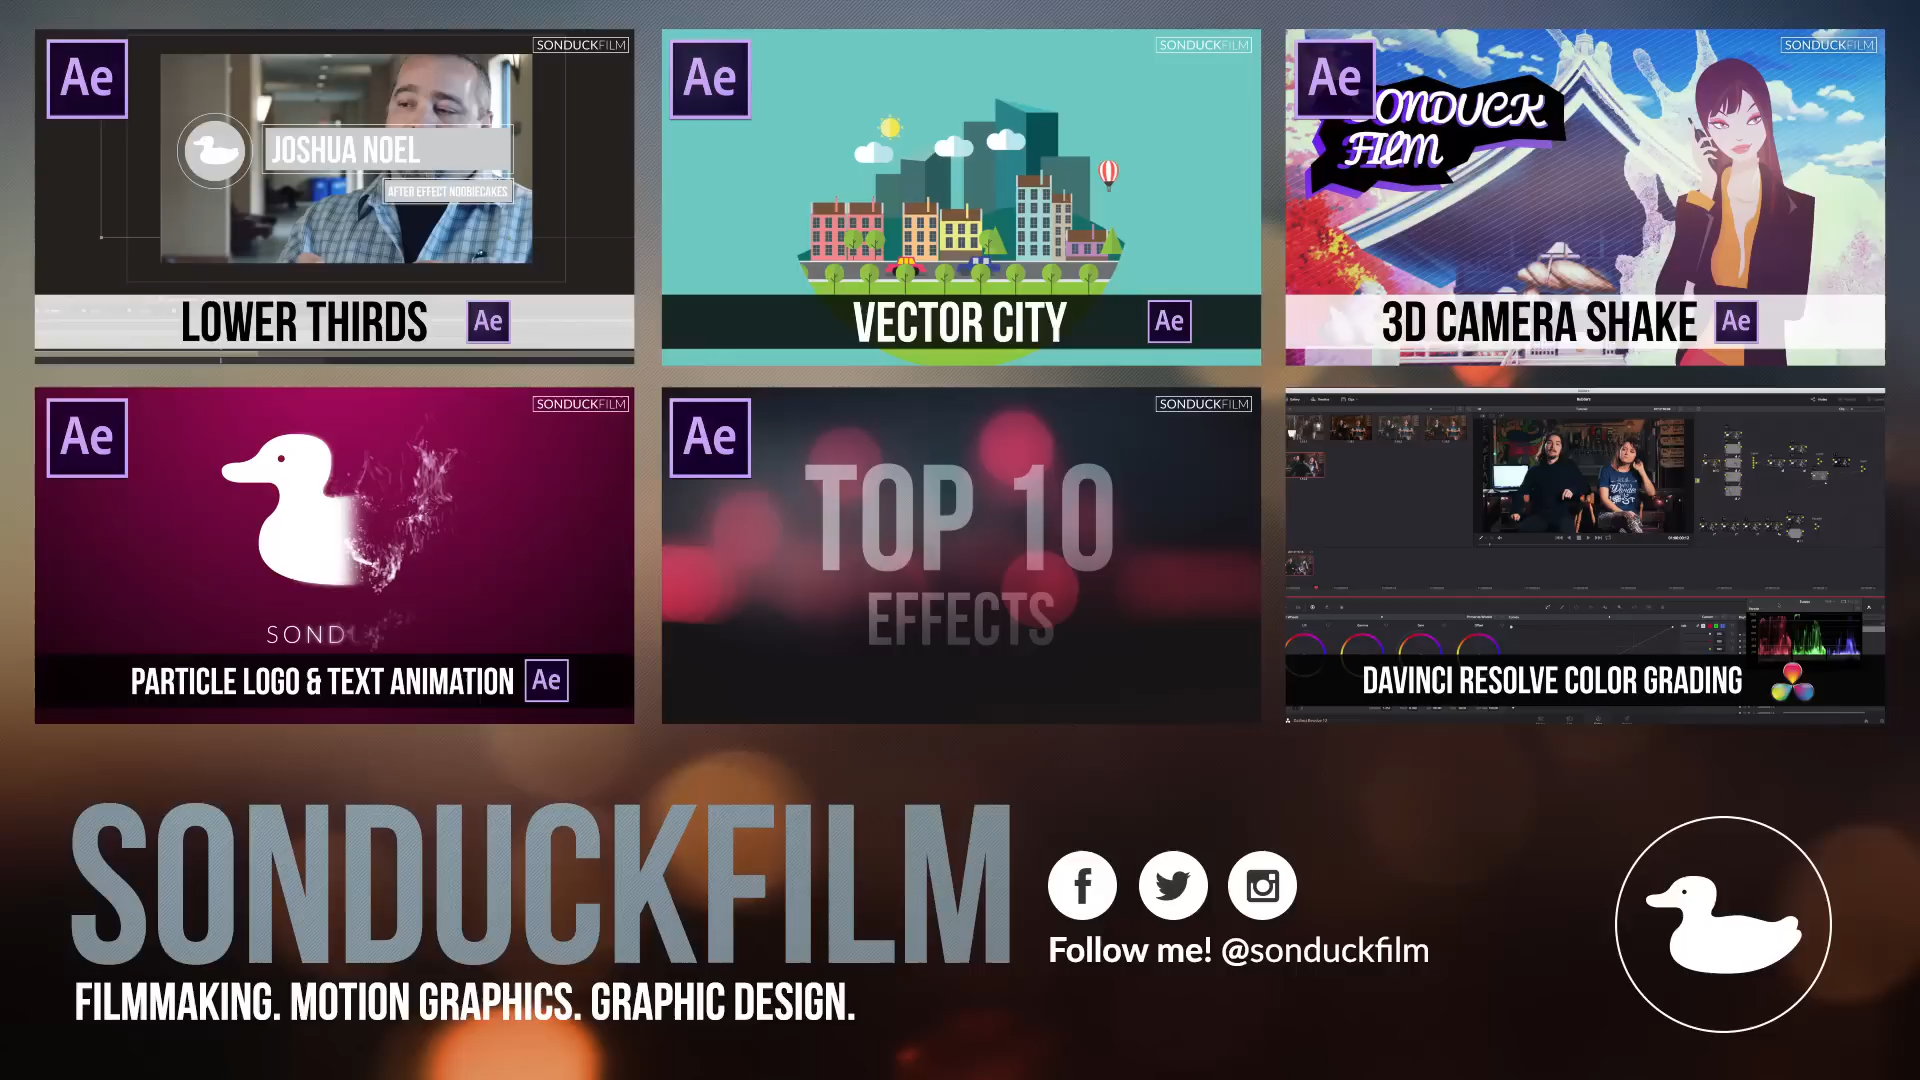 Ae
SONDUCKFILM
JOSHUA NOEL
AFTER EFFECT NOOBIECAKES
LOWER THIRDS Ae
Ae
SONDUCKFILM
VECTOR CITY Ae
Ae
SONDUCKFILM
SONDUCK
FILM
3D CAMERA SHAKE Ae
Ae
SONDUCKFILM
SOND
PARTICLE LOGO & TEXT ANIMATION Ae
Ae
SONDUCKFILM
TOP 10
EFFECTS
DAVINCI RESOLVE COLOR GRADING
SONDUCKFILM
FILMMAKING. MOTION GRAPHICS. GRAPHIC DESIGN.
Follow me! @sonduckfilm